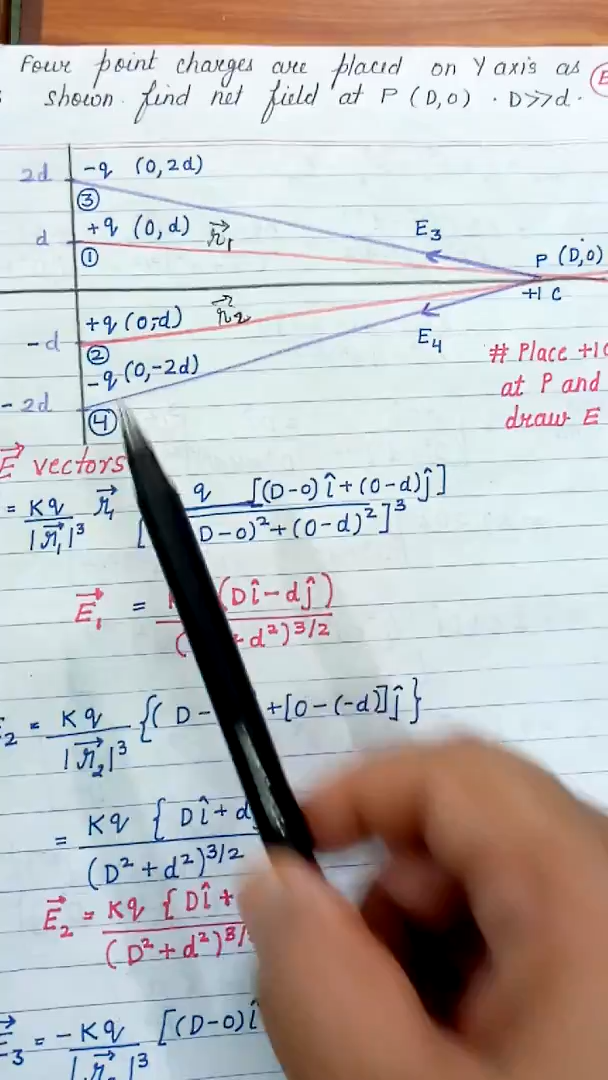 Four point charges are placed on Y axis as
shown. find net field at P (D,0) . D>>d.
2d -q (0,2d)
③
d +q (0,d) r⃗₁ E₃
① P (D,0)
+1 C
+q (0,-d) r⃗₂
-d ② E₄
-q (0,-2d) # Place +1C
- 2d at P and
④ draw E
E⃗ vectors
= Kq/|r⃗₁|³ r⃗₁ q [(D-0)î+(0-d)ĵ]
[ D-0)²+(0-d)²]³
E⃗₁ = (Dî-dĵ)
( d²)³/²
₂ = Kq/|r⃗₂|³ {( D- +[0-(-d)]ĵ}
= Kq { Dî+d
(D²+d²)³/²
E⃗₂ = Kq { Dî+
(D²+d²)³/
₃ = -Kq [(D-0)î
|r⃗ |³